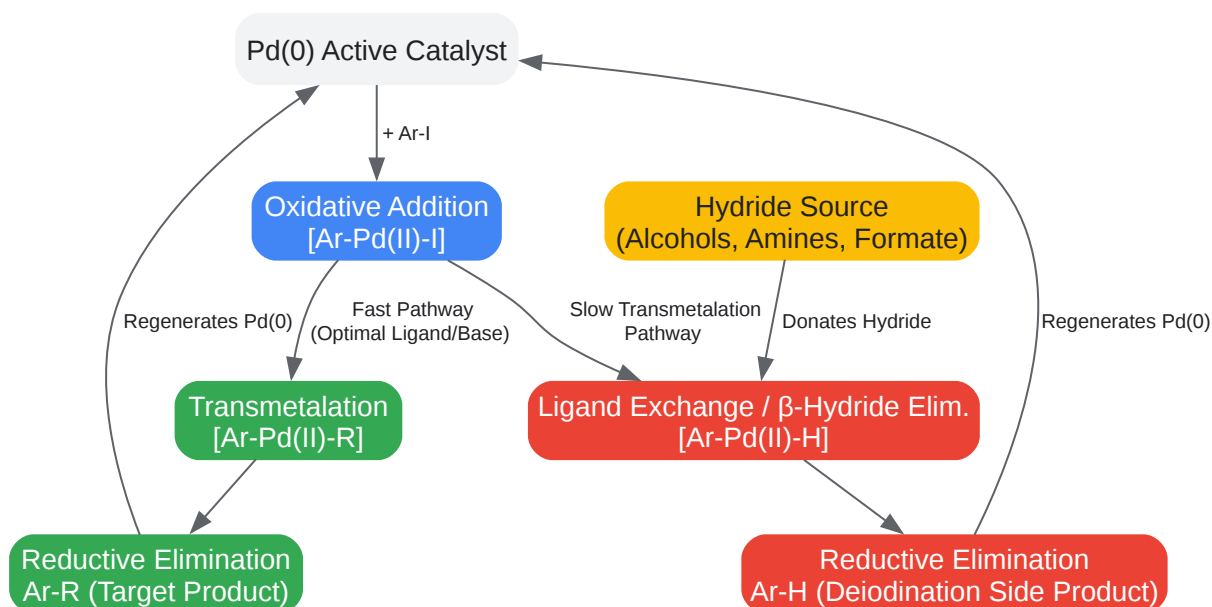 Pd(0) Active Catalyst
+ Ar-I
Oxidative Addition
[Ar-Pd(II)-I]
Hydride Source
(Alcohols, Amines, Formate)
Regenerates Pd(0)
Fast Pathway
(Optimal Ligand/Base)
Slow Transmetalation
Pathway
Donates Hydride
Regenerates Pd(0)
Transmetalation
[Ar-Pd(II)-R]
Ligand Exchange / β-Hydride Elim.
[Ar-Pd(II)-H]
Reductive Elimination
Ar-R (Target Product)
Reductive Elimination
Ar-H (Deiodination Side Product)